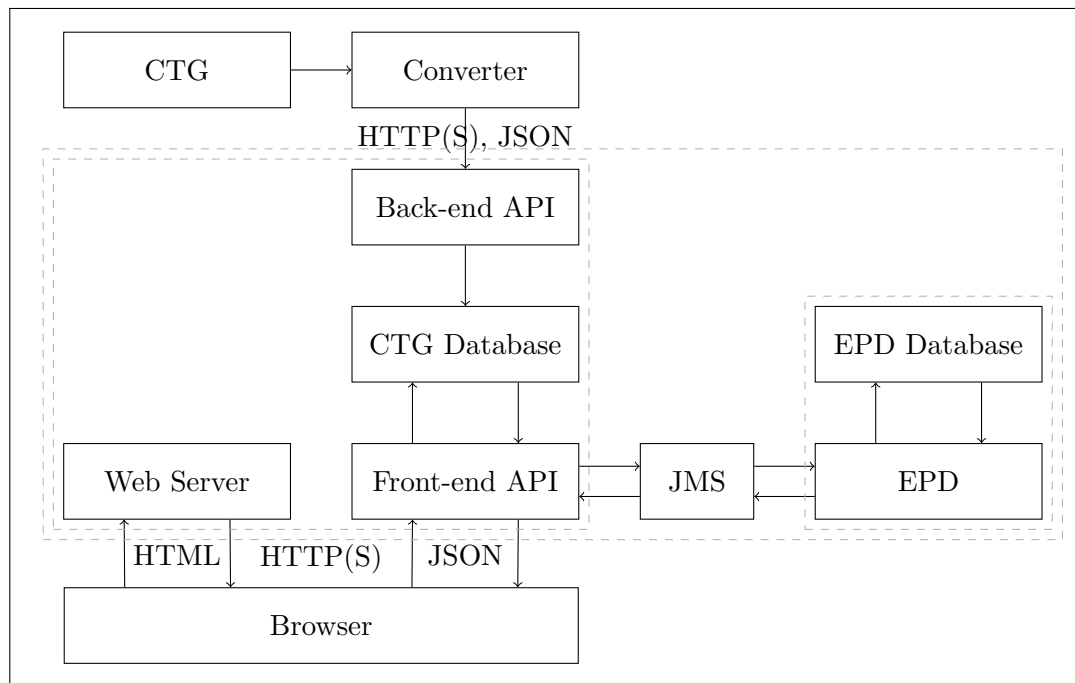 CTG
Converter
HTTP(S), JSON
Back-end API
CTG Database
EPD Database
Web Server
Front-end API
JMS
EPD
HTML
HTTP(S)
JSON
Browser